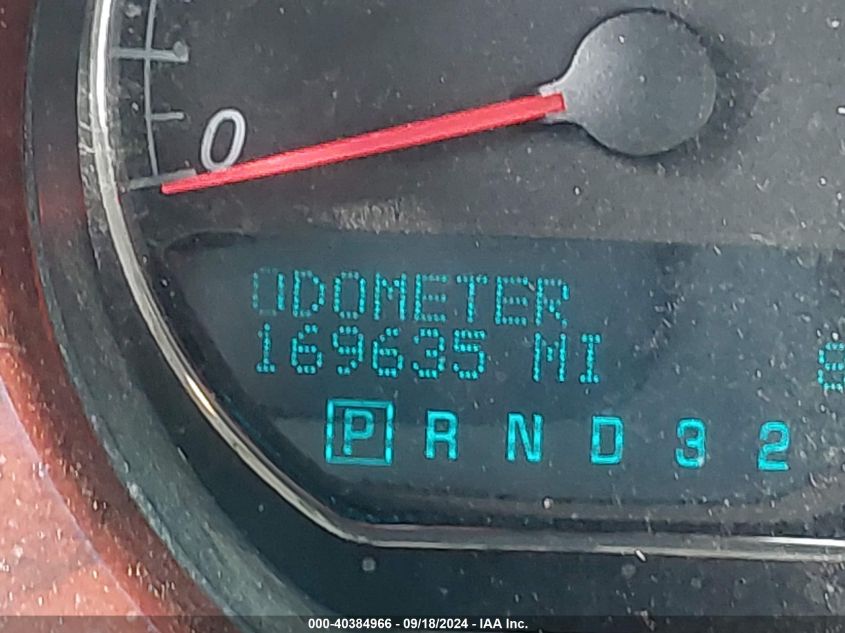 0
ODOMETER
169635 MI
P R N D 3 2
000-40384966 - 09/18/2024 - IAA Inc.